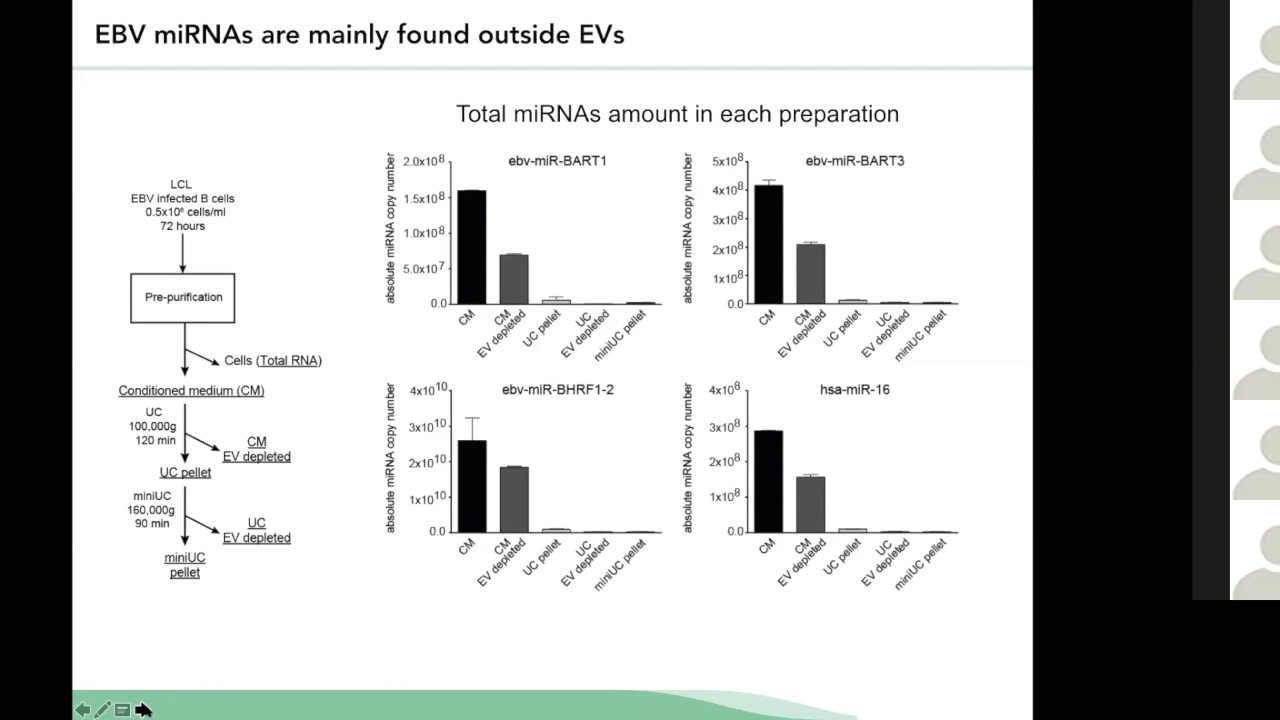 EBV miRNAs are mainly found outside EVs
Total miRNAs amount in each preparation
LCL
EBV infected B cells
0.5x10⁶ cells/ml
72 hours
Pre-purification
Cells (Total RNA)
Conditioned medium (CM)
UC
100,000g
120 min
CM
EV depleted
UC pellet
miniUC
160,000g
90 min
UC
EV depleted
miniUC
pellet
ebv-miR-BART1
absolute miRNA copy number
2.0x10⁸
1.5x10⁸
1.0x10⁸
5.0x10⁷
0.0
CM
CM
EV depleted
UC pellet
UC
EV depleted
miniUC pellet
ebv-miR-BART3
absolute miRNA copy number
5x10⁸
4x10⁸
3x10⁸
2x10⁸
1x10⁸
0.0
CM
CM
EV depleted
UC pellet
UC
EV depleted
miniUC pellet
ebv-miR-BHRF1-2
absolute miRNA copy number
4x10¹⁰
3x10¹⁰
2x10¹⁰
1x10¹⁰
0.0
CM
CM
EV depleted
UC pellet
UC
EV depleted
miniUC pellet
hsa-miR-16
absolute miRNA copy number
4x10⁸
3x10⁸
2x10⁸
1x10⁸
0.0
CM
CM
EV depleted
UC pellet
UC
EV depleted
miniUC pellet